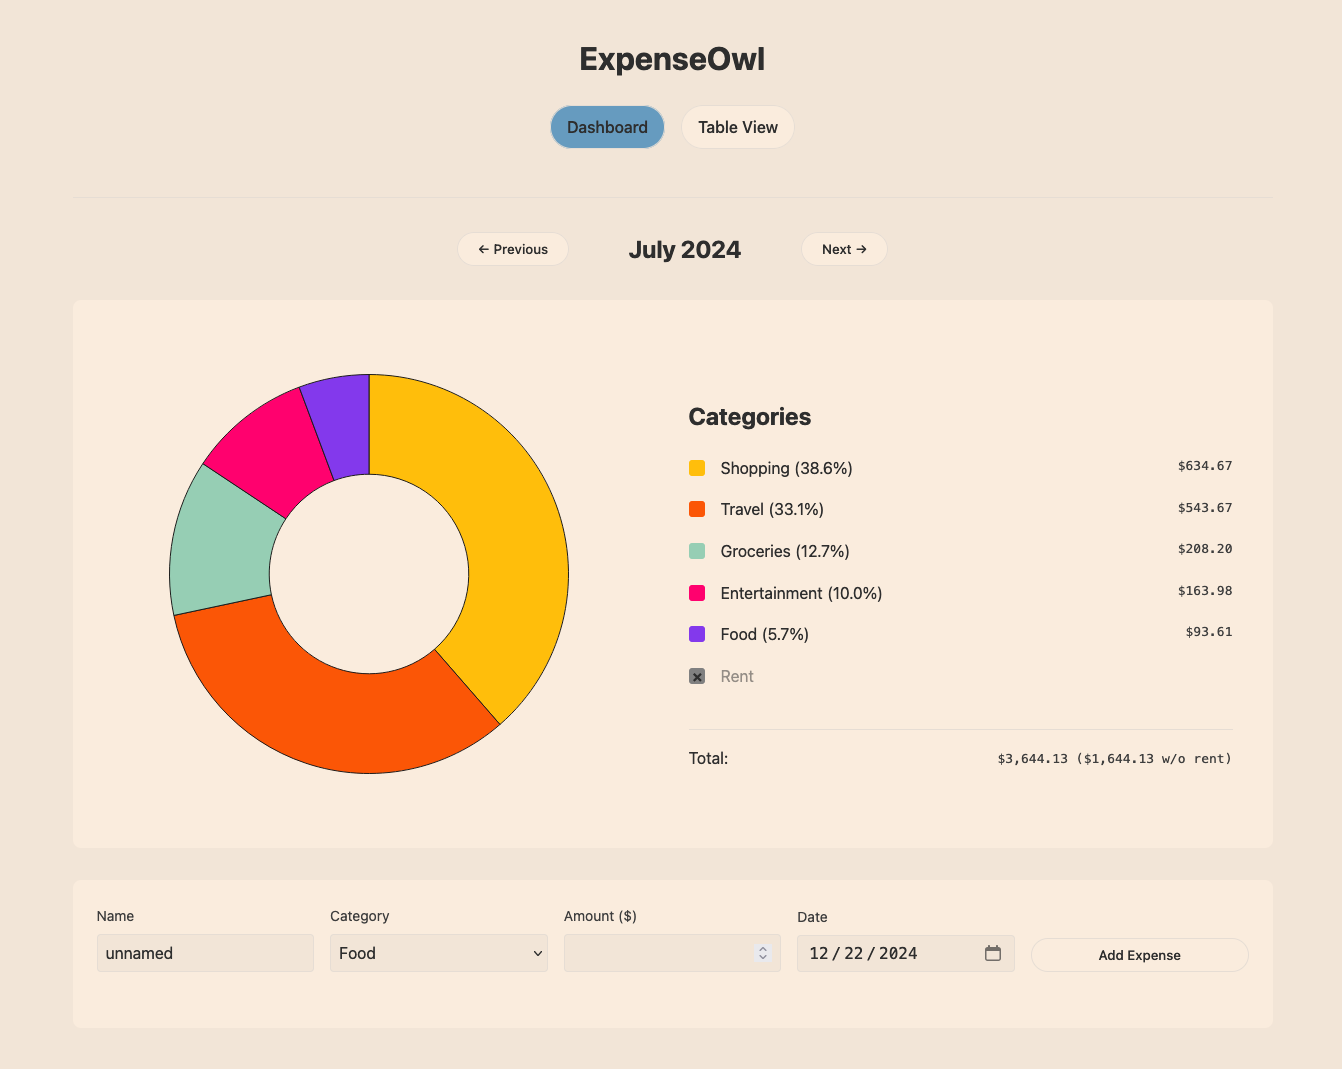 ExpenseOwl
Dashboard
Table View
← Previous
July 2024
Next →
Categories
Shopping (38.6%) $634.67
Travel (33.1%) $543.67
Groceries (12.7%) $208.20
Entertainment (10.0%) $163.98
Food (5.7%) $93.61
Rent
Total: $3,644.13 ($1,644.13 w/o rent)
Name
Category
Amount ($)
Date
unnamed
Food
12/22/2024
Add Expense